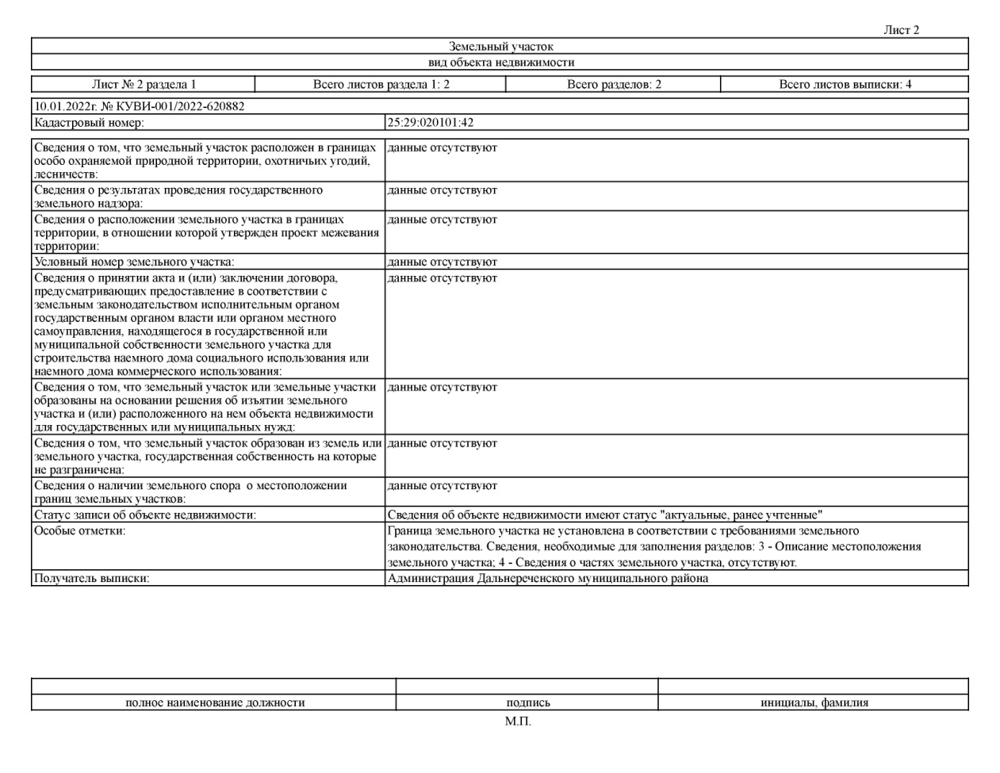 Лист 2
Земельный участок
вид объекта недвижимости
Лист № 2 раздела 1 Всего листов раздела 1: 2 Всего разделов: 2 Всего листов выписки: 4
10.01.2022г. № КУВИ-001/2022-620882
Кадастровый номер: 25:29:020101:42
Сведения о том, что земельный участок расположен в границах данные отсутствуют
особо охраняемой природной территории, охотничьих угодий,
лесничеств:
Сведения о результатах проведения государственного данные отсутствуют
земельного надзора:
Сведения о расположении земельного участка в границах данные отсутствуют
территории, в отношении которой утвержден проект межевания
территории:
Условный номер земельного участка: данные отсутствуют
Сведения о принятии акта и (или) заключении договора, данные отсутствуют
предусматривающих предоставление в соответствии с
земельным законодательством исполнительным органом
государственным органом власти или органом местного
самоуправления, находящегося в государственной или
муниципальной собственности земельного участка для
строительства наемного дома социального использования или
наемного дома коммерческого использования:
Сведения о том, что земельный участок или земельные участки данные отсутствуют
образованы на основании решения об изъятии земельного
участка и (или) расположенного на нем объекта недвижимости
для государственных или муниципальных нужд:
Сведения о том, что земельный участок образован из земель или данные отсутствуют
земельного участка, государственная собственность на которые
не разграничена:
Сведения о наличии земельного спора о местоположении данные отсутствуют
границ земельных участков:
Статус записи об объекте недвижимости: Сведения об объекте недвижимости имеют статус "актуальные, ранее учтенные"
Особые отметки: Граница земельного участка не установлена в соответствии с требованиями земельного
законодательства. Сведения, необходимые для заполнения разделов: 3 - Описание местоположения
земельного участка; 4 - Сведения о частях земельного участка, отсутствуют.
Получатель выписки: Администрация Дальнереченского муниципального района
полное наименование должности подпись инициалы, фамилия
М.П.